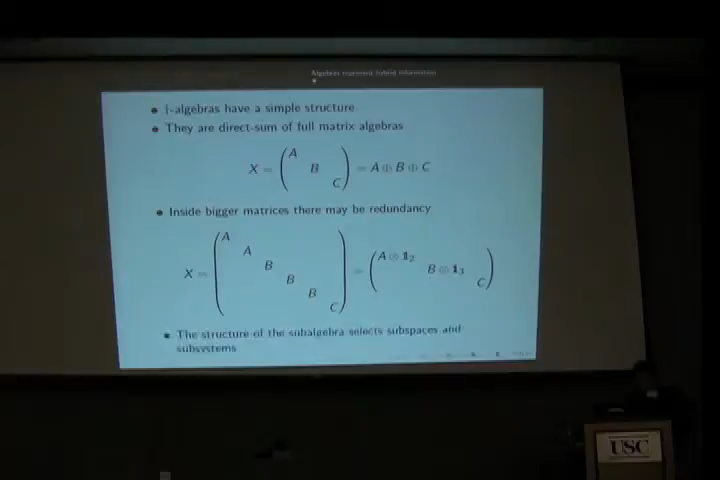 Algebras represent hybrid information
• †-algebras have a simple structure
• They are direct-sum of full matrix algebras
X = ( A B C ) = A ⊕ B ⊕ C
• Inside bigger matrices there may be redundancy
X = ( A A B B B C ) = ( A ⊗ 𝟙₂ B ⊗ 𝟙₃ C )
• The structure of the subalgebra selects subspaces and
subsystems
USC